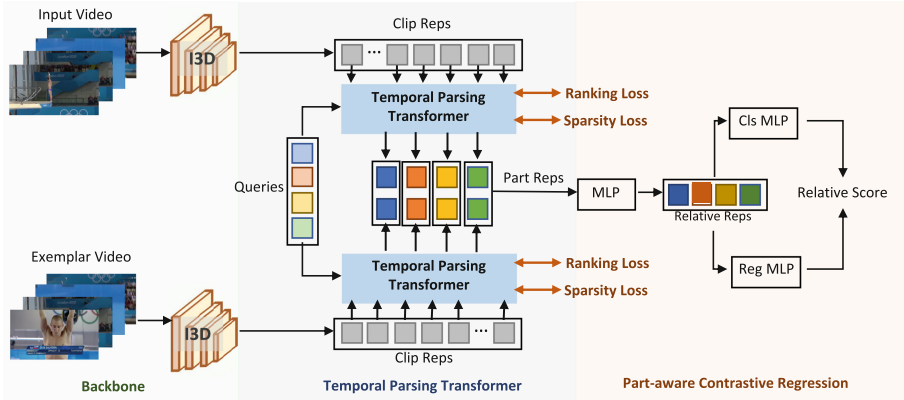 Input Video
I3D
Clip Reps
...
Temporal Parsing
Transformer
Ranking Loss
Sparsity Loss
Queries
Part Reps
MLP
Relative Reps
Cls MLP
Relative Score
Reg MLP
Exemplar Video
I3D
Temporal Parsing
Transformer
Ranking Loss
Sparsity Loss
...
Clip Reps
Backbone
Temporal Parsing Transformer
Part-aware Contrastive Regression